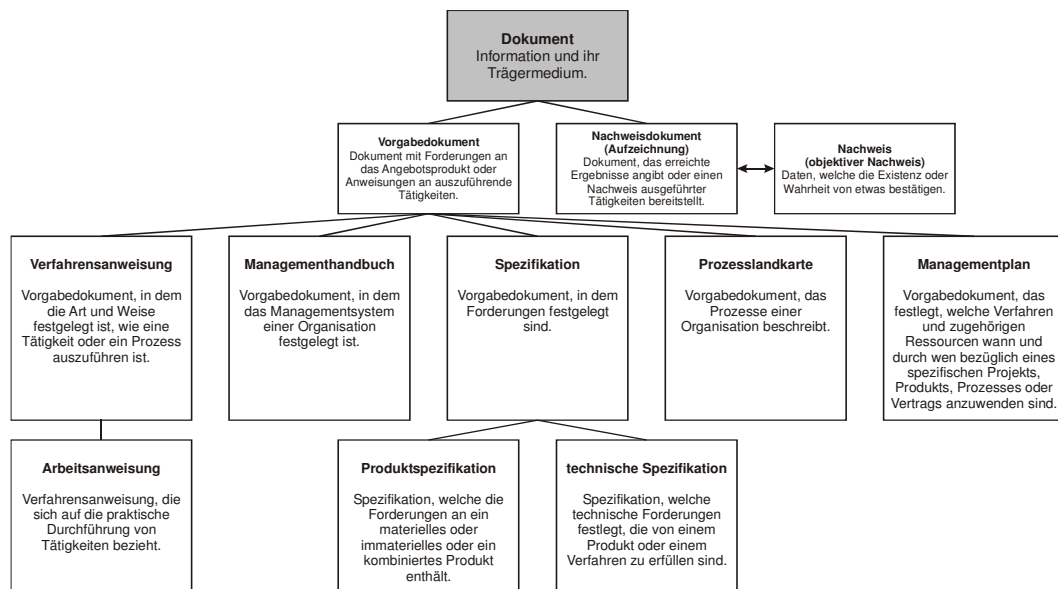 Dokument
Information und ihr
Trägermedium.
Vorgabedokument
Dokument mit Forderungen an
das Angebotsprodukt oder
Anweisungen an auszuführende
Tätigkeiten.
Nachweisdokument
(Aufzeichnung)
Dokument, das erreichte
Ergebnisse angibt oder einen
Nachweis ausgeführter
Tätigkeiten bereitstellt.
Nachweis
(objektiver Nachweis)
Daten, welche die Existenz oder
Wahrheit von etwas bestätigen.
Verfahrensanweisung
Vorgabedokument, in dem
die Art und Weise
festgelegt ist, wie eine
Tätigkeit oder ein Prozess
auszuführen ist.
Managementhandbuch
Vorgabedokument, in dem
das Managementsystem
einer Organisation
festgelegt ist.
Spezifikation
Vorgabedokument, in dem
Forderungen festgelegt
sind.
Prozesslandkarte
Vorgabedokument, das
Prozesse einer
Organisation beschreibt.
Managementplan
Vorgabedokument, das
festlegt, welche Verfahren
und zugehörigen
Ressourcen wann und
durch wen bezüglich eines
spezifischen Projekts,
Produkts, Prozesses oder
Vertrags anzuwenden sind.
Arbeitsanweisung
Verfahrensanweisung, die
sich auf die praktische
Durchführung von
Tätigkeiten bezieht.
Produktspezifikation
Spezifikation, welche die
Forderungen an ein
materielles oder
immaterielles oder ein
kombiniertes Produkt
enthält.
technische Spezifikation
Spezifikation, welche
technische Forderungen
festlegt, die von einem
Produkt oder einem
Verfahren zu erfüllen sind.